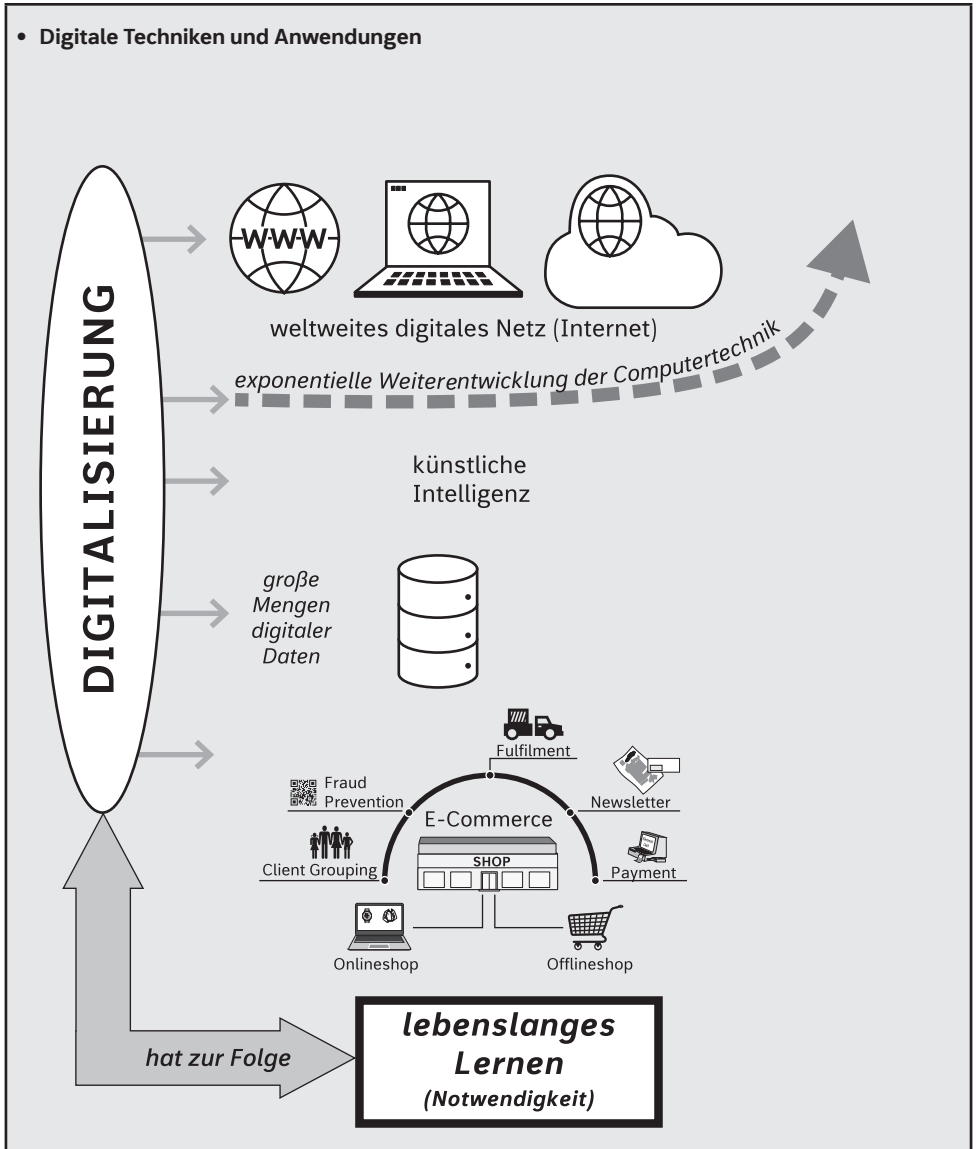 • Digitale Techniken und Anwendungen
DIGITALISIERUNG
WWW
weltweites digitales Netz (Internet)
exponentielle Weiterentwicklung der Computertechnik
künstliche
Intelligenz
große
Mengen
digitaler
Daten
Fulfilment
Fraud
Prevention
Newsletter
E-Commerce
SHOP
Client Grouping
Payment
Onlineshop
Offlineshop
hat zur Folge
lebenslanges
Lernen
(Notwendigkeit)